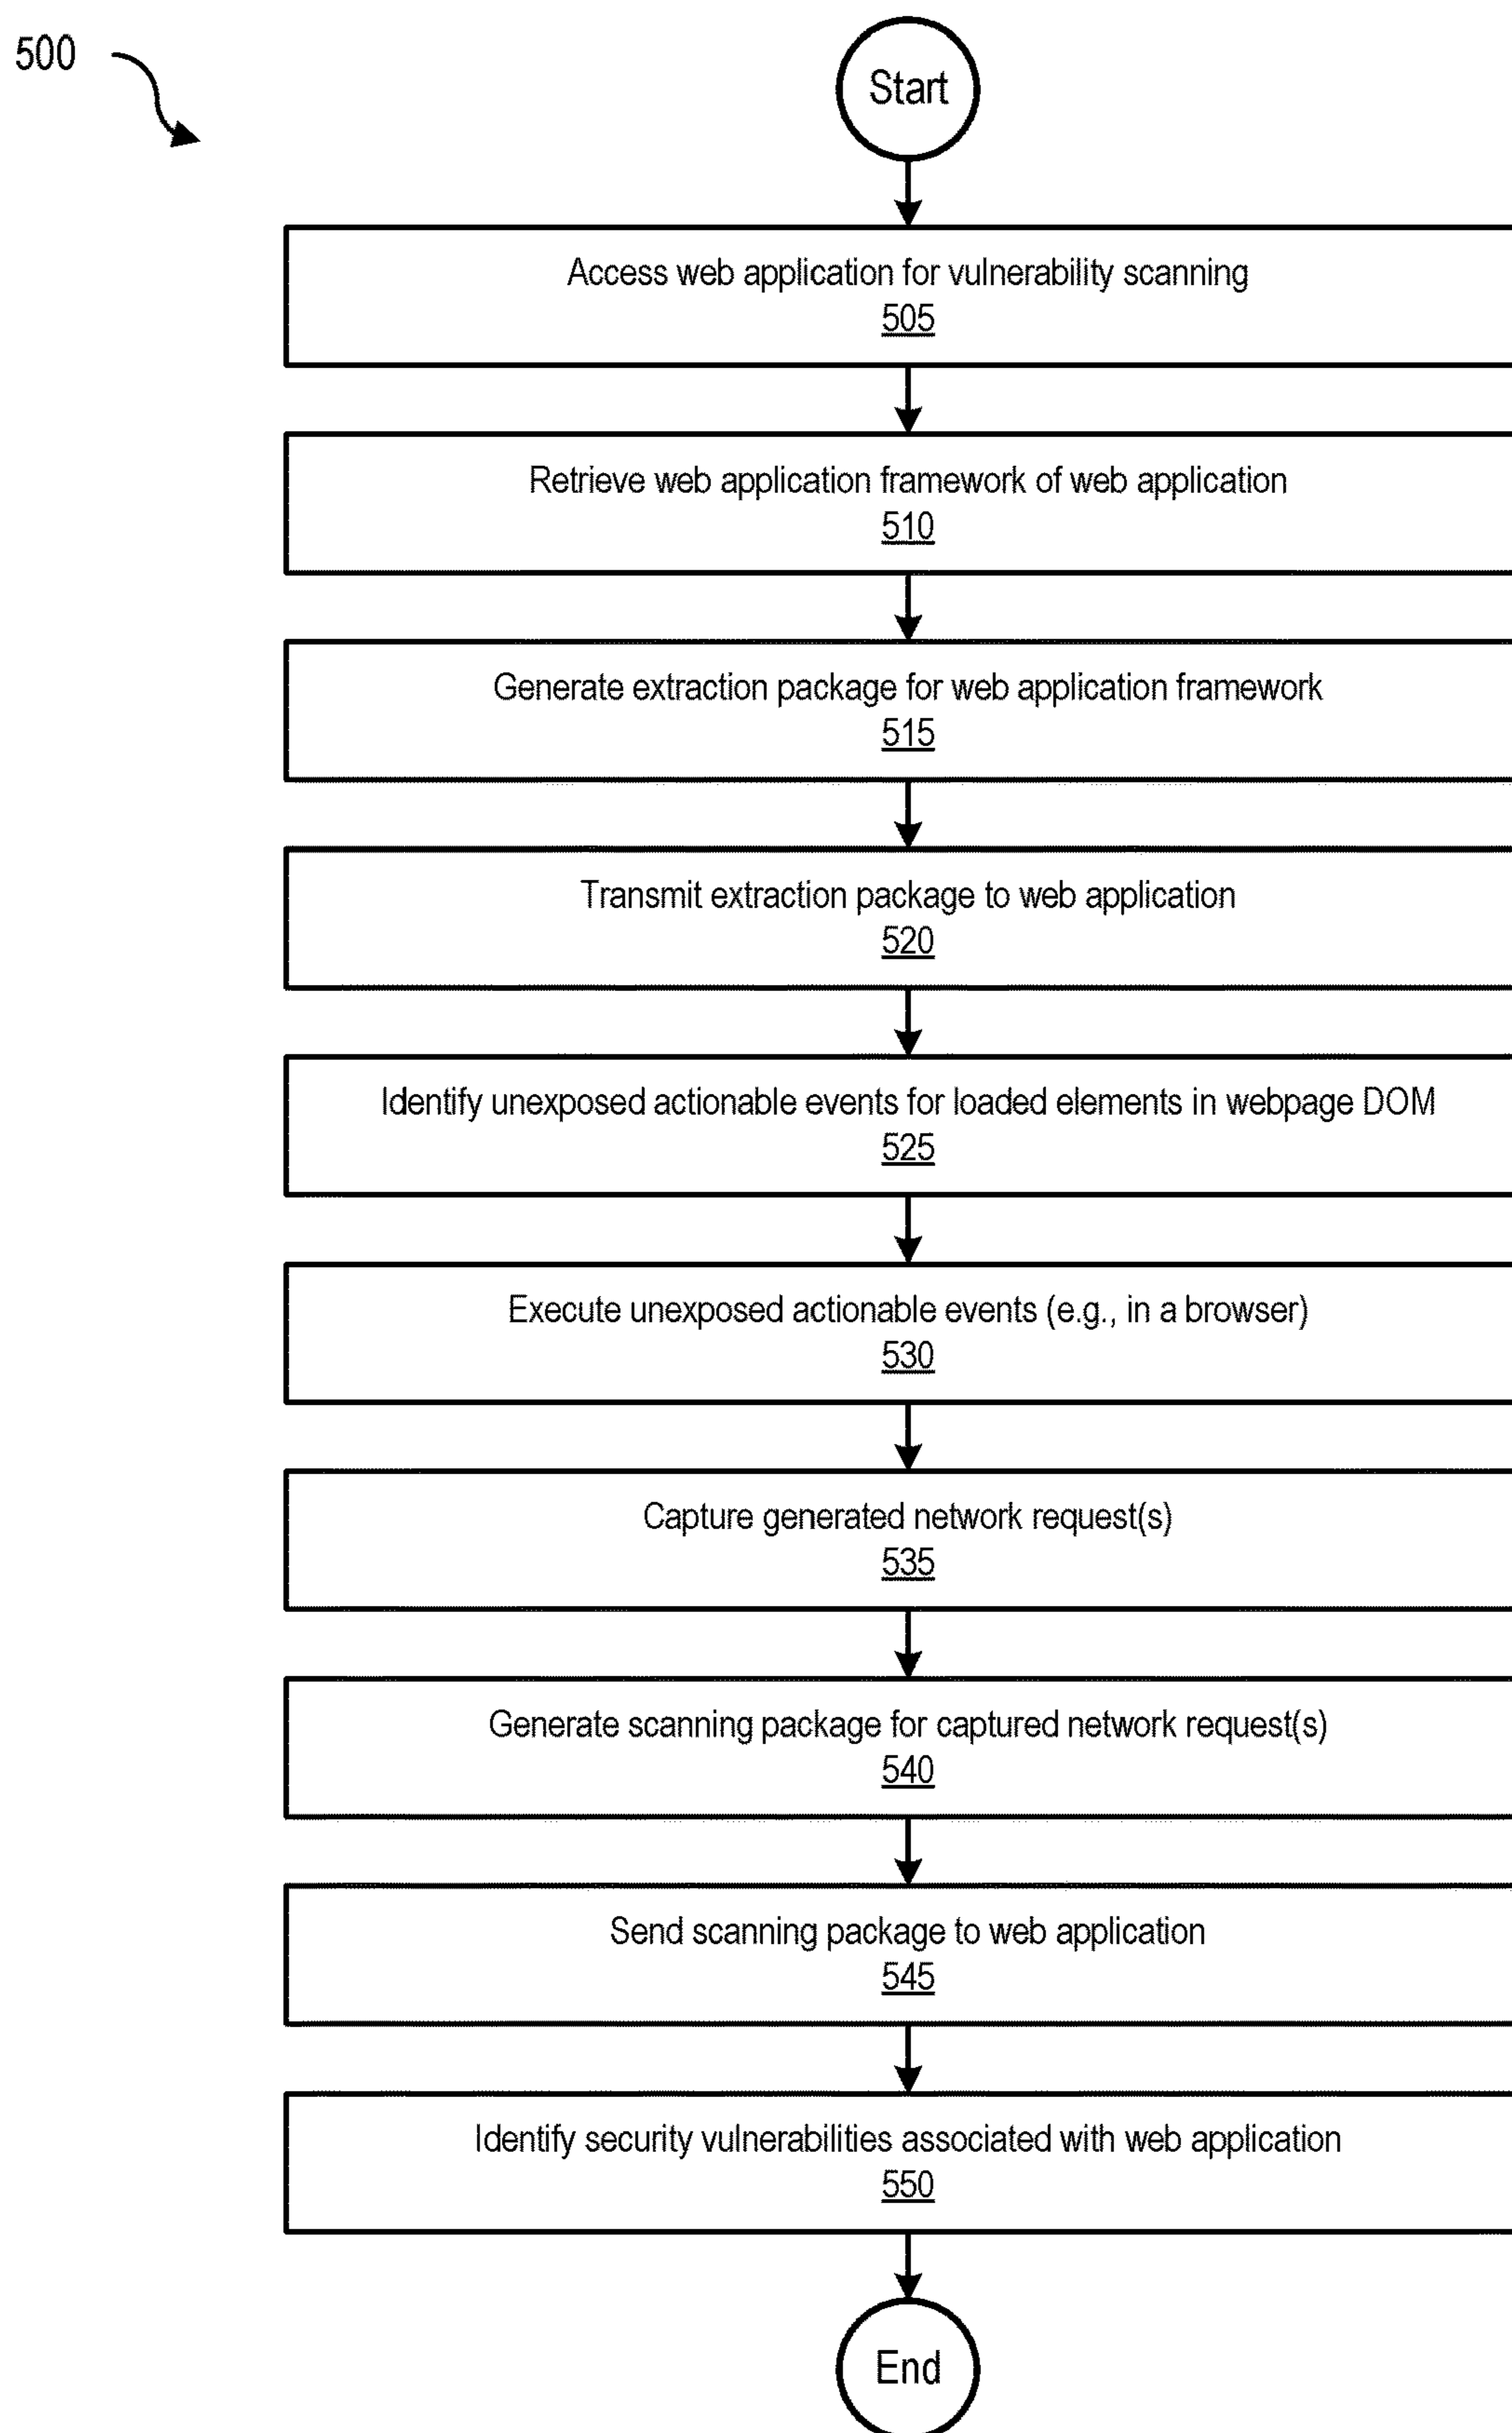 500
Start
Access web application for vulnerability scanning
505
Retrieve web application framework of web application
510
Generate extraction package for web application framework
515
Transmit extraction package to web application
520
Identify unexposed actionable events for loaded elements in webpage DOM
525
Execute unexposed actionable events (e.g., in a browser)
530
Capture generated network request(s)
535
Generate scanning package for captured network request(s)
540
Send scanning package to web application
545
Identify security vulnerabilities associated with web application
550
End